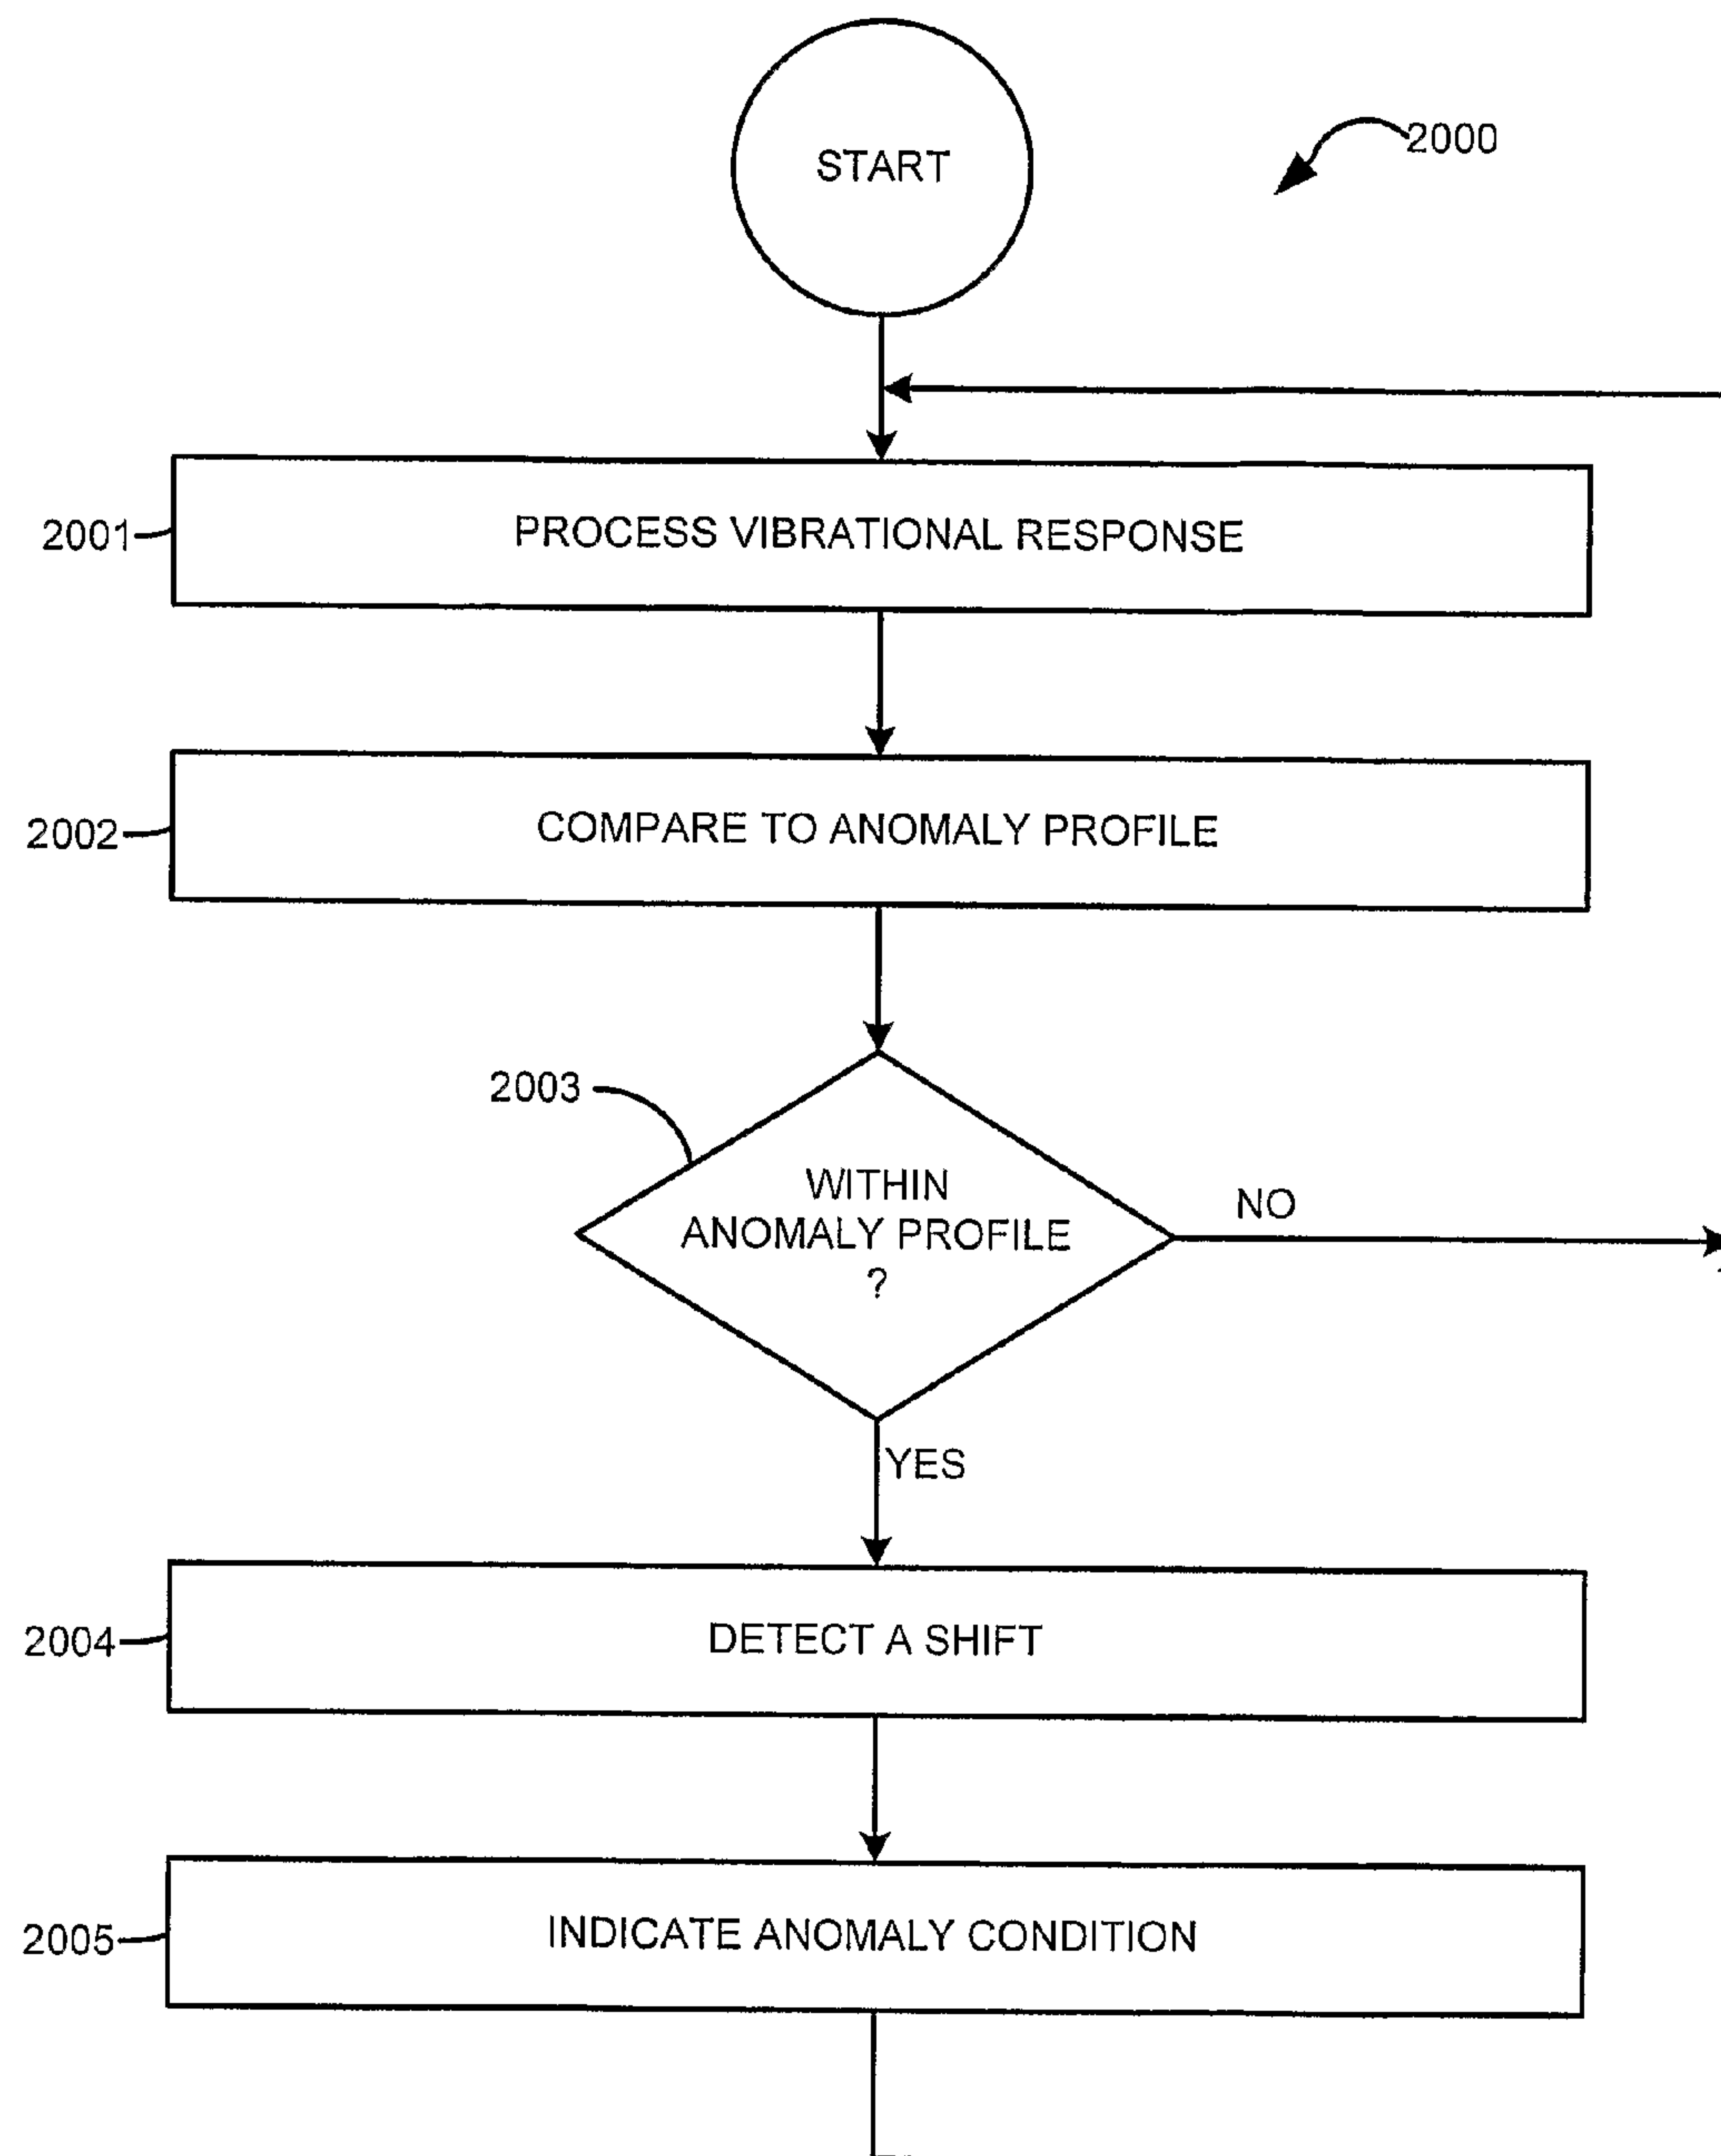 START
2000
2001
PROCESS VIBRATIONAL RESPONSE
2002
COMPARE TO ANOMALY PROFILE
2003
WITHIN
ANOMALY PROFILE
?
NO
YES
2004
DETECT A SHIFT
2005
INDICATE ANOMALY CONDITION